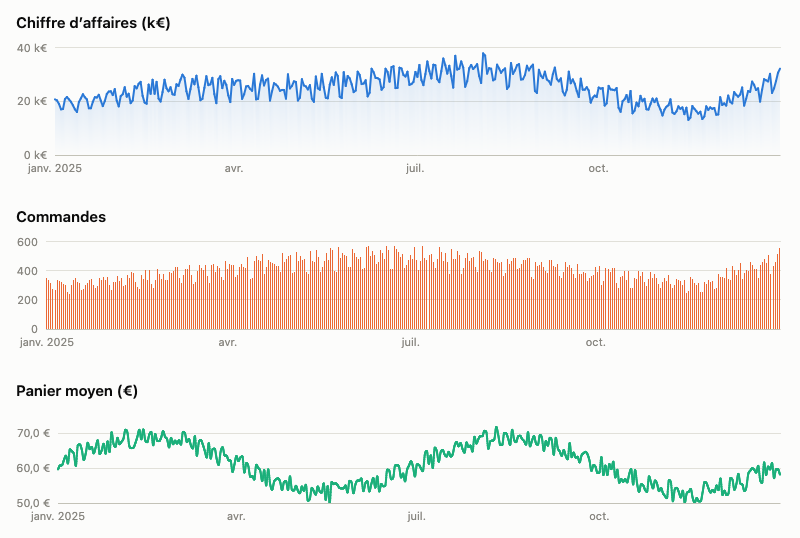 Chiffre d’affaires (k€)
40 k€
20 k€
0 k€
janv. 2025 avr. juil. oct.
Commandes
600
400
200
0
janv. 2025 avr. juil. oct.
Panier moyen (€)
70,0 €
60,0 €
50,0 €
janv. 2025 avr. juil. oct.